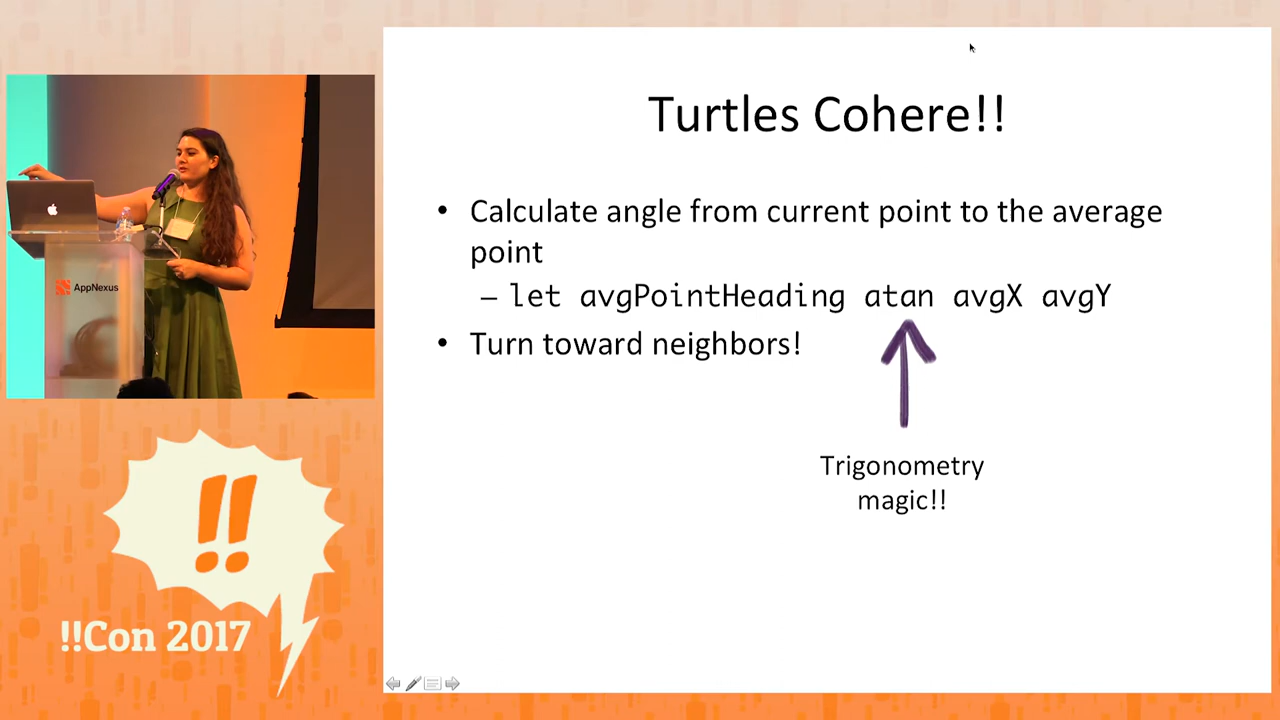 Turtles Cohere!!
• Calculate angle from current point to the average
point
– let avgPointHeading atan avgX avgY
• Turn toward neighbors!
Trigonometry
magic!!
AppNexus
!!
!!Con 2017